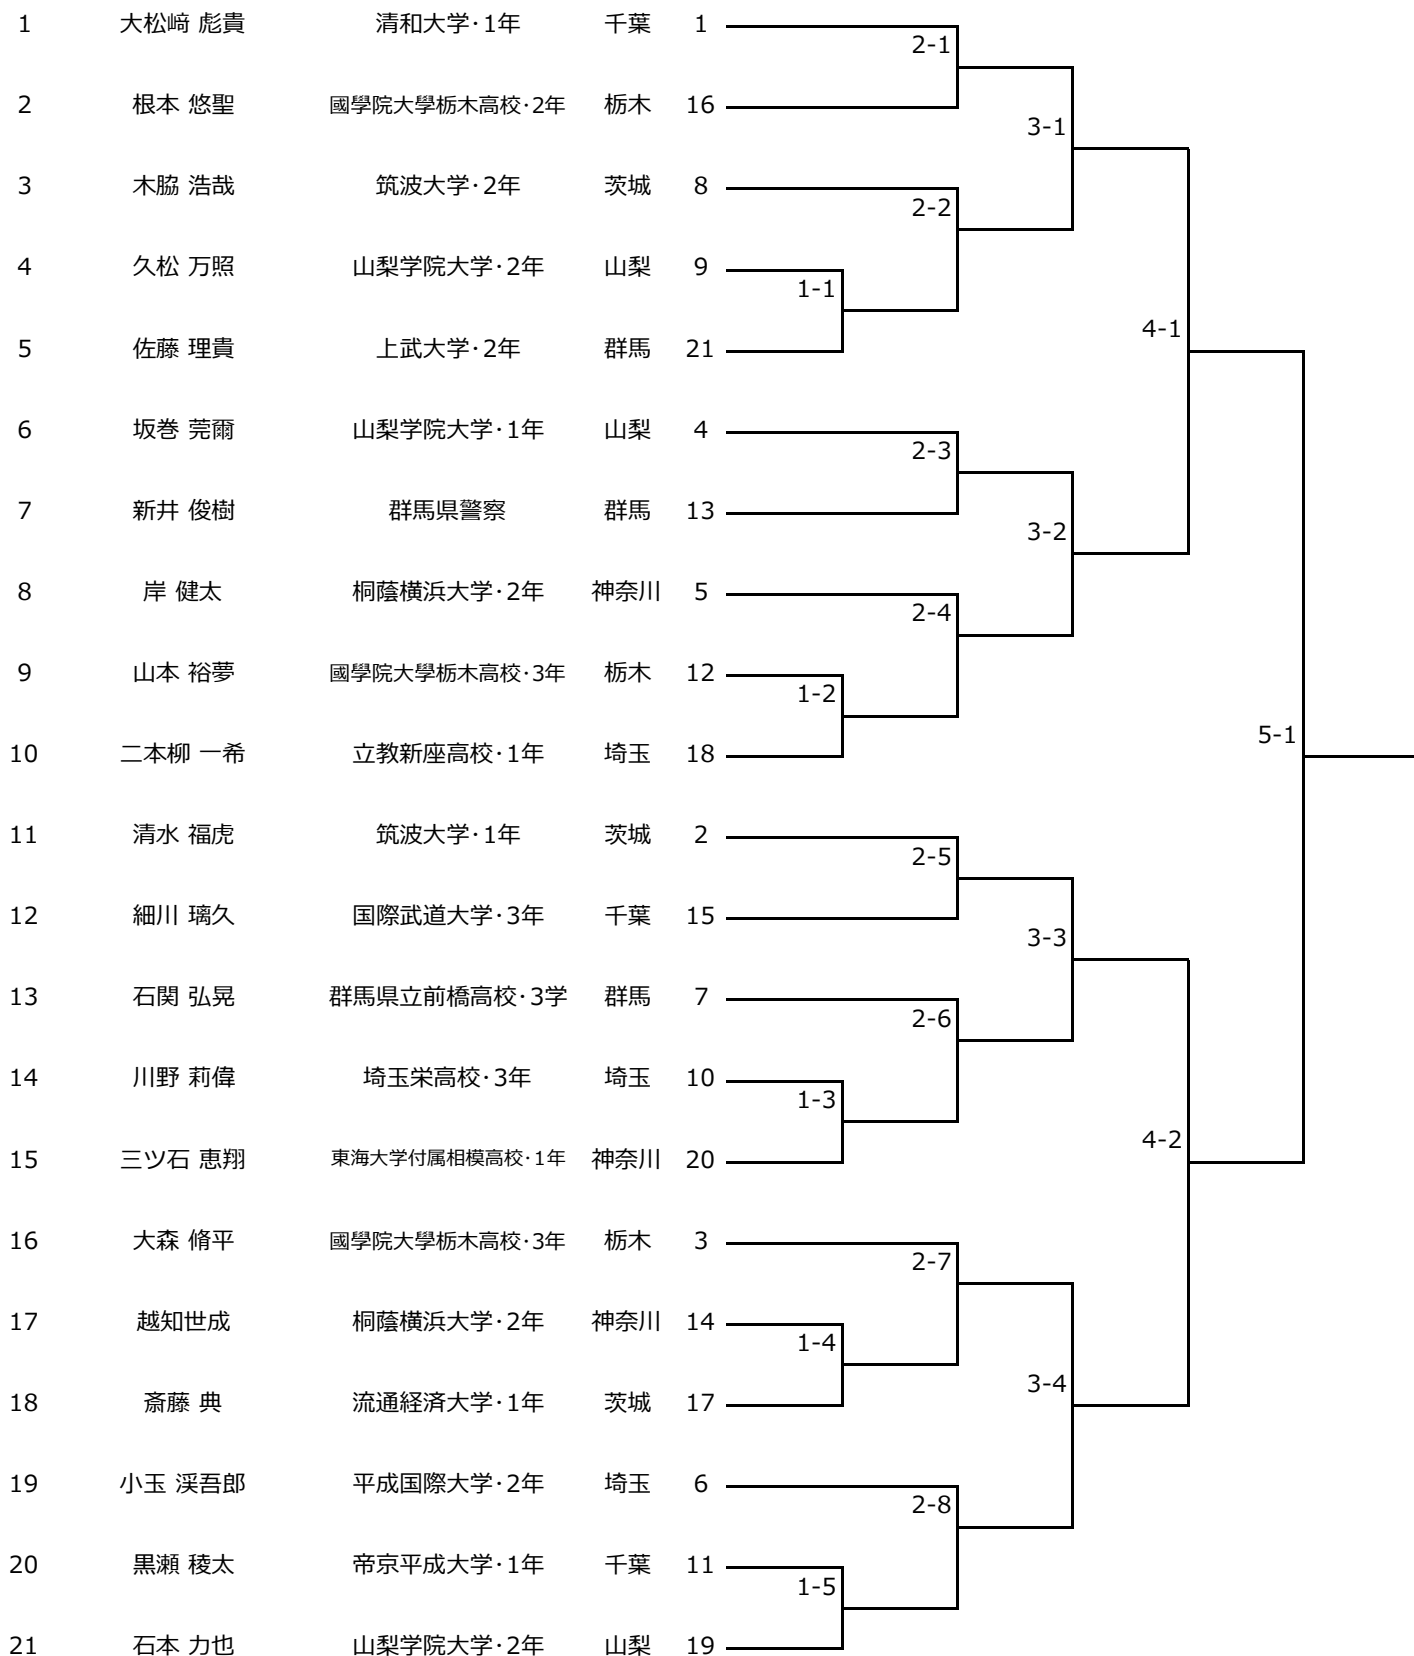 1 大松﨑 彪貴 清和大学･1年 千葉 1
2-1
2 根本 悠聖 國學院大學栃木高校･2年 栃木 16
3-1
3 木脇 浩哉 筑波大学･2年 茨城 8
2-2
4 久松 万照 山梨学院大学･2年 山梨 9
1-1
4-1
5 佐藤 理貴 上武大学･2年 群馬 21
6 坂巻 莞爾 山梨学院大学･1年 山梨 4
2-3
7 新井 俊樹 群馬県警察 群馬 13
3-2
8 岸 健太 桐蔭横浜大学･2年 神奈川 5
2-4
9 山本 裕夢 國學院大學栃木高校･3年 栃木 12
1-2
5-1
10 二本柳 一希 立教新座高校･1年 埼玉 18
11 清水 福虎 筑波大学･1年 茨城 2
2-5
12 細川 璃久 国際武道大学･3年 千葉 15
3-3
13 石関 弘晃 群馬県立前橋高校･3学 群馬 7
2-6
14 川野 莉偉 埼玉栄高校･3年 埼玉 10
1-3
4-2
15 三ツ石 恵翔 東海大学付属相模高校･1年 神奈川 20
16 大森 脩平 國學院大學栃木高校･3年 栃木 3
2-7
17 越知世成 桐蔭横浜大学･2年 神奈川 14
1-4
3-4
18 斎藤 典 流通経済大学･1年 茨城 17
19 小玉 渓吾郎 平成国際大学･2年 埼玉 6
2-8
20 黒瀬 稜太 帝京平成大学･1年 千葉 11
1-5
21 石本 力也 山梨学院大学･2年 山梨 19